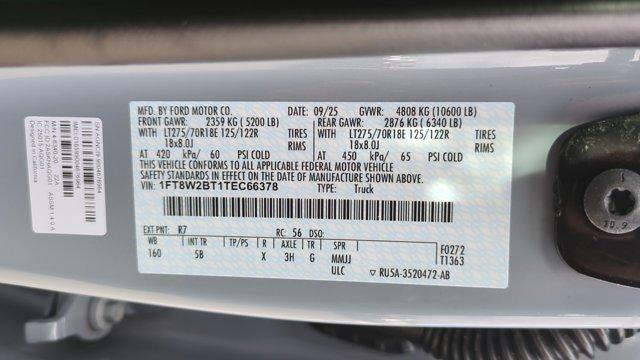 MFD. BY FORD MOTOR CO. 09/25 GVWR: 4808 KG (10600 LB)
FRONT GAWR: 2359 KG ( 5200 LB) REAR GAWR: 2876 KG ( 6340 LB)
WITH LT275/70R18E 125/122R TIRES WITH LT275/70R18E 125/122R TIRES
18x8.0J RIMS 18x8.0J RIMS
AT 420 kPa/ 60 PSI COLD AT 450 kPa/ 65 PSI COLD
THIS VEHICLE CONFORMS TO ALL APPLICABLE FEDERAL MOTOR VEHICLE
SAFETY STANDARDS IN EFFECT ON THE DATE OF MANUFACTURE SHOWN ABOVE.
VIN: 1FT8W2BT1TEC66378 TYPE: Truck
EXT PNT: R7 RC: 56 DSO:
WB INT TR TP/PS R AXLE TR SPR F0272
160 5B X 3H G MMJJ T1363
ULC RU5A-3520472-AB
10.9
Designed in California